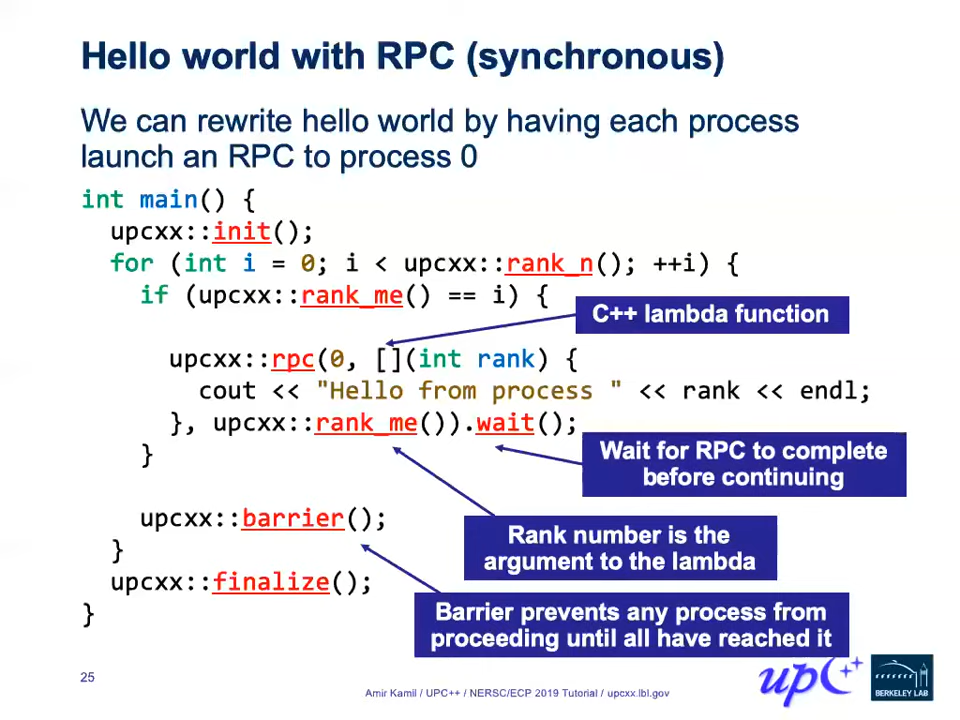 Hello world with RPC (synchronous)
We can rewrite hello world by having each process
launch an RPC to process 0
int main() {
upcxx::init();
for (int i = 0; i < upcxx::rank_n(); ++i) {
if (upcxx::rank_me() == i) {
C++ lambda function
upcxx::rpc(0, [](int rank) {
cout << "Hello from process " << rank << endl;
}, upcxx::rank_me()).wait();
Wait for RPC to complete
before continuing
}
upcxx::barrier();
Rank number is the
argument to the lambda
}
upcxx::finalize();
Barrier prevents any process from
proceeding until all have reached it
}
25
Amir Kamil / UPC++ / NERSC/ECP 2019 Tutorial / upcxx.lbl.gov
upC++
BERKELEY LAB